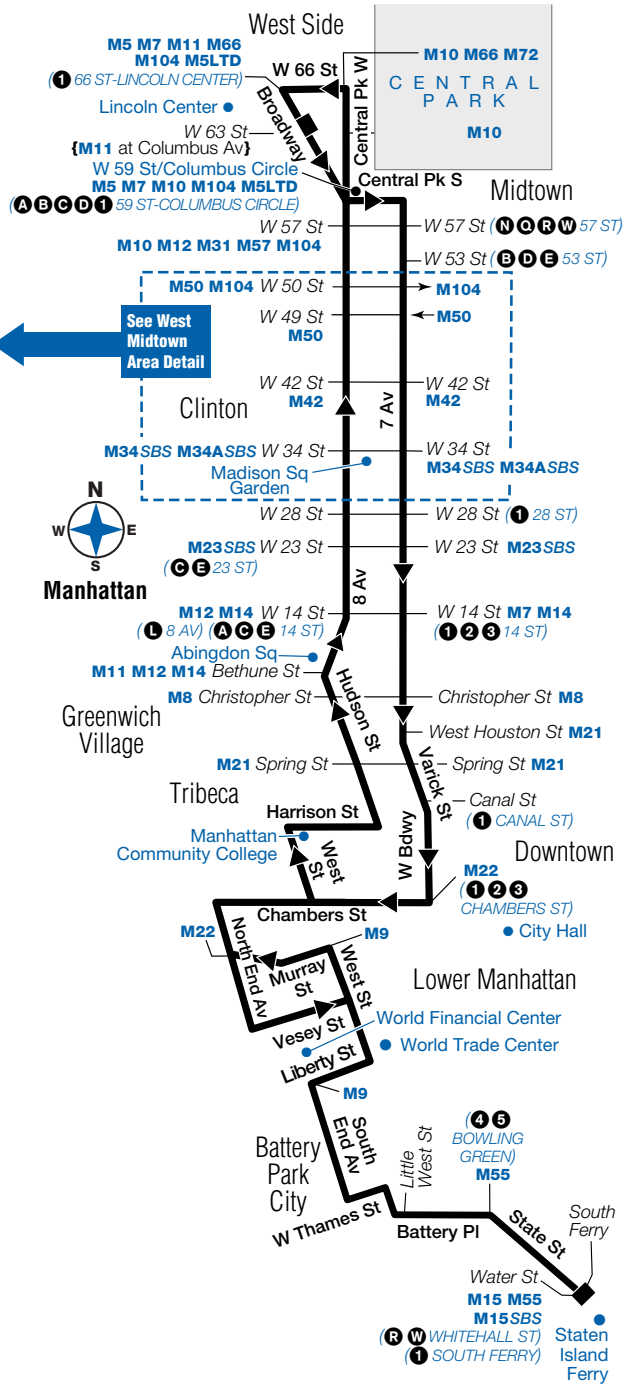 West Side
M5 M7 M11 M66
M104 M5LTD
(1 66 ST-LINCOLN CENTER)
W 66 St
Central Pk W
M10 M66 M72
CENTRAL
PARK
M10
Lincoln Center
Broadway
W 63 St
{M11 at Columbus Av}
W 59 St/Columbus Circle
M5 M7 M10 M104 M5LTD
(A B C D 1 59 ST-COLUMBUS CIRCLE)
Central Pk S
Midtown
W 57 St
M10 M12 M31 M57 M104
W 57 St (N Q R W 57 ST)
W 53 St (B D E 53 ST)
M50 M104 W 50 St
M104
W 49 St
M50
M50
See West
Midtown
Area Detail
W 42 St
M42
7 Av
W 42 St
M42
Clinton
M34SBS M34ASBS W 34 St
W 34 St
M34SBS M34ASBS
Madison Sq
Garden
N
W E
S
Manhattan
W 28 St
W 28 St (1 28 ST)
M23SBS W 23 St
(C E 23 ST)
W 23 St M23SBS
8 Av
M12 M14 W 14 St
(L 8 AV) (A C E 14 ST)
W 14 St M7 M14
(1 2 3 14 ST)
Abingdon Sq
M11 M12 M14 Bethune St
Hudson St
M8 Christopher St
Christopher St M8
Greenwich
Village
West Houston St M21
M21 Spring St
Varick St
Spring St M21
Tribeca
Canal St
(1 CANAL ST)
Harrison St
W Bdwy
Manhattan
Community College
West St
Downtown
M22
(1 2 3
CHAMBERS ST)
Chambers St
City Hall
M22
North End Av
M9
Murray
St
West St
Lower Manhattan
Vesey St
World Financial Center
Liberty St
World Trade Center
M9
South
End Av
(4 5
BOWLING
GREEN)
M55
Battery
Park
City
Little
West St
W Thames St
Battery Pl
State St
South
Ferry
Water St
M15 M55
M15SBS
(R W WHITEHALL ST)
(1 SOUTH FERRY)
Staten
Island
Ferry